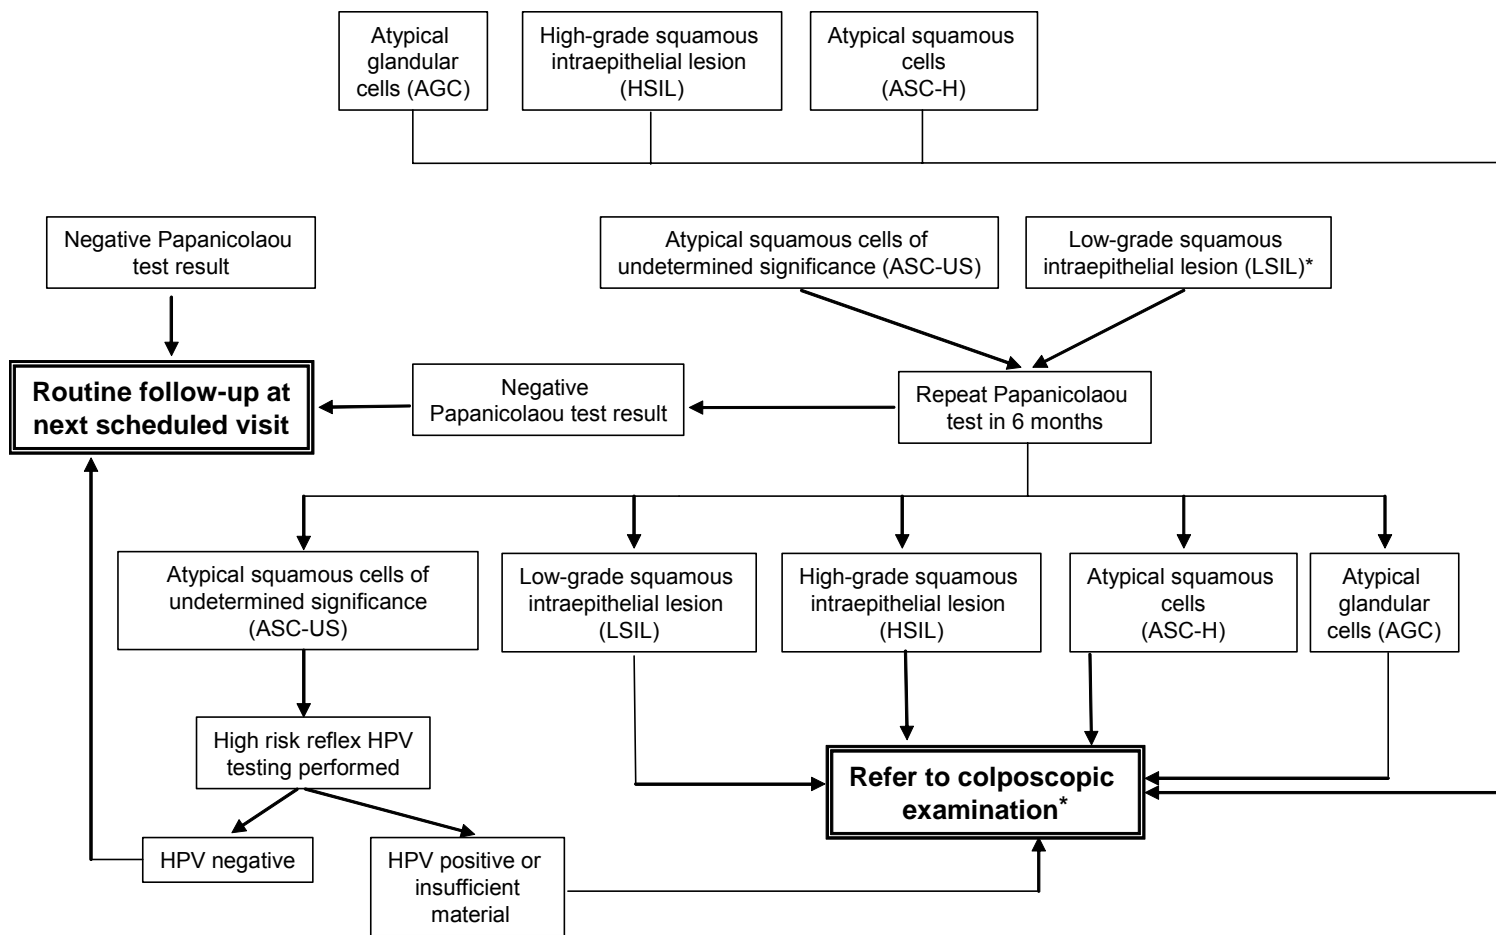 Atypical
glandular
cells (AGC)
High-grade squamous
intraepithelial lesion
(HSIL)
Atypical squamous
cells
(ASC-H)
Negative Papanicolaou
test result
Atypical squamous cells of
undetermined significance (ASC-US)
Low-grade squamous
intraepithelial lesion (LSIL)*
Routine follow-up at
next scheduled visit
Negative
Papanicolaou test result
Repeat Papanicolaou
test in 6 months
Atypical squamous cells of
undetermined significance
(ASC-US)
Low-grade squamous
intraepithelial lesion
(LSIL)
High-grade squamous
intraepithelial lesion
(HSIL)
Atypical squamous
cells
(ASC-H)
Atypical
glandular
cells (AGC)
High risk reflex HPV
testing performed
Refer to colposcopic
examination*
HPV negative
HPV positive or
insufficient
material